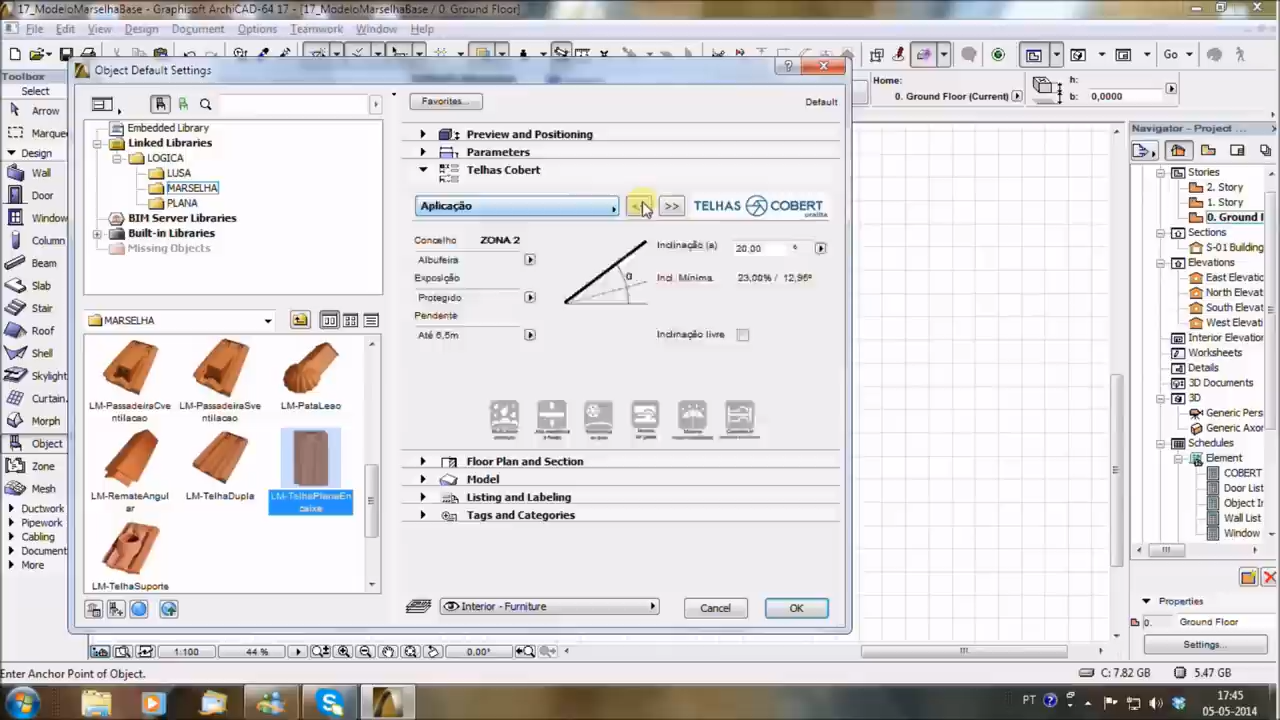 17_ModeloMarselhaBase - Graphisoft ArchiCAD-64 17 - [17_ModeloMarselhaBase / 0. Ground Floor]
File Edit View Design Document Options Teamwork Window Help
Go
Toolbox
Select
Arrow
Marque
Design
Wall
Door
Window
Column
Beam
Slab
Stair
Roof
Shell
Skylight
Curtain
Morph
Object
Zone
Mesh
Ductwork
Pipework
Cabling
Document
More
Object Default Settings
Embedded Library
Linked Libraries
LOGICA
LUSA
MARSELHA
PLANA
BIM Server Libraries
Built-in Libraries
Missing Objects
MARSELHA
LM-PassadeiraCventilacao
LM-PassadeiraSventilacao
LM-PataLeao
LM-RemateAngular
LM-TelhaDupla
LM-TelhaPlanaEncaixe
LM-TelhaSuporte
Favorites...
Default
Preview and Positioning
Parameters
Telhas Cobert
Aplicação
>>
TELHAS COBERT
Concelho ZONA 2
Albufeira
Exposição
Protegido
Pendente
Até 6,5m
α
Inclinação (a) 20,00 °
Incl. Mínima 23,00% / 12,95°
Inclinação livre
Floor Plan and Section
Model
Listing and Labeling
Tags and Categories
Interior - Furniture
Cancel
OK
Home:
0. Ground Floor (Current)
h:
b: 0,0000
Navigator - Project
Stories
2. Story
1. Story
0. Ground
Sections
S-01 Building
Elevations
East Elevati
North Elevat
South Elevat
West Elevati
Interior Elevation
Worksheets
Details
3D Documents
3D
Generic Pers
Generic Axon
Schedules
Element
COBERT
Door List
Object In
Wall List
Window
Properties
0. Ground Floor
Settings...
1:100
44 %
0,00°
Enter Anchor Point of Object.
C: 7.82 GB
5.47 GB
PT
17:45
05-05-2014